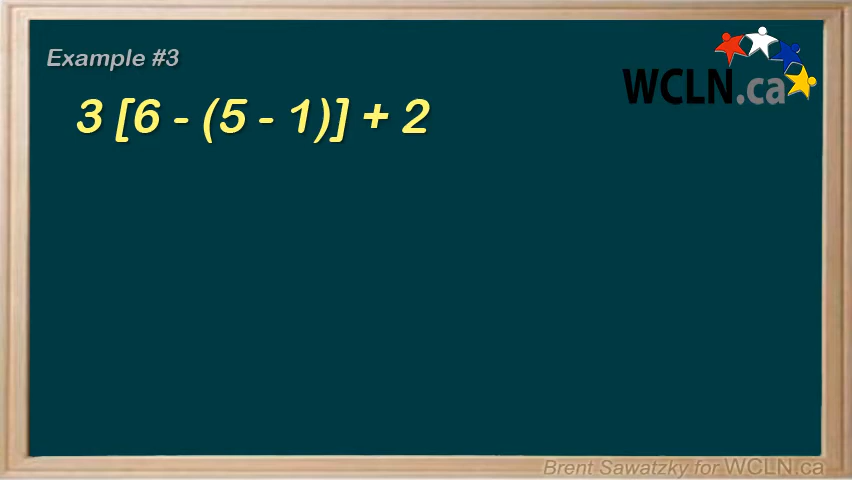 Example #3
WCLN.ca
3 [6 - (5 - 1)] + 2
Brent Sawatzky for WCLN.ca